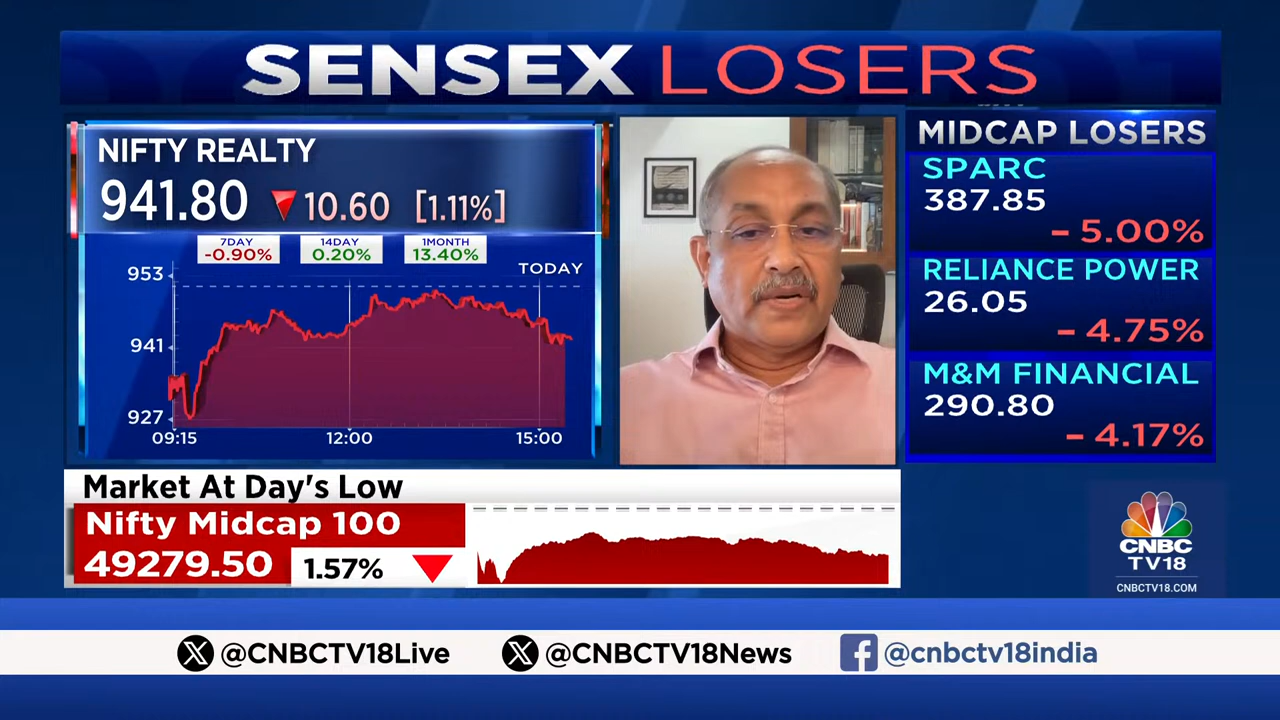 SENSEX LOSERS
NIFTY REALTY
941.80 10.60 [1.11%]
7DAY
-0.90%
14DAY
0.20%
1MONTH
13.40%
TODAY
953
941
927
09:15
12:00
15:00
MIDCAP LOSERS
SPARC
387.85
- 5.00%
RELIANCE POWER
26.05
- 4.75%
M&M FINANCIAL
290.80
- 4.17%
Market At Day's Low
Nifty Midcap 100
49279.50 1.57%
CNBC
TV18
CNBCTV18.COM
@CNBCTV18Live
@CNBCTV18News
@cnbctv18india